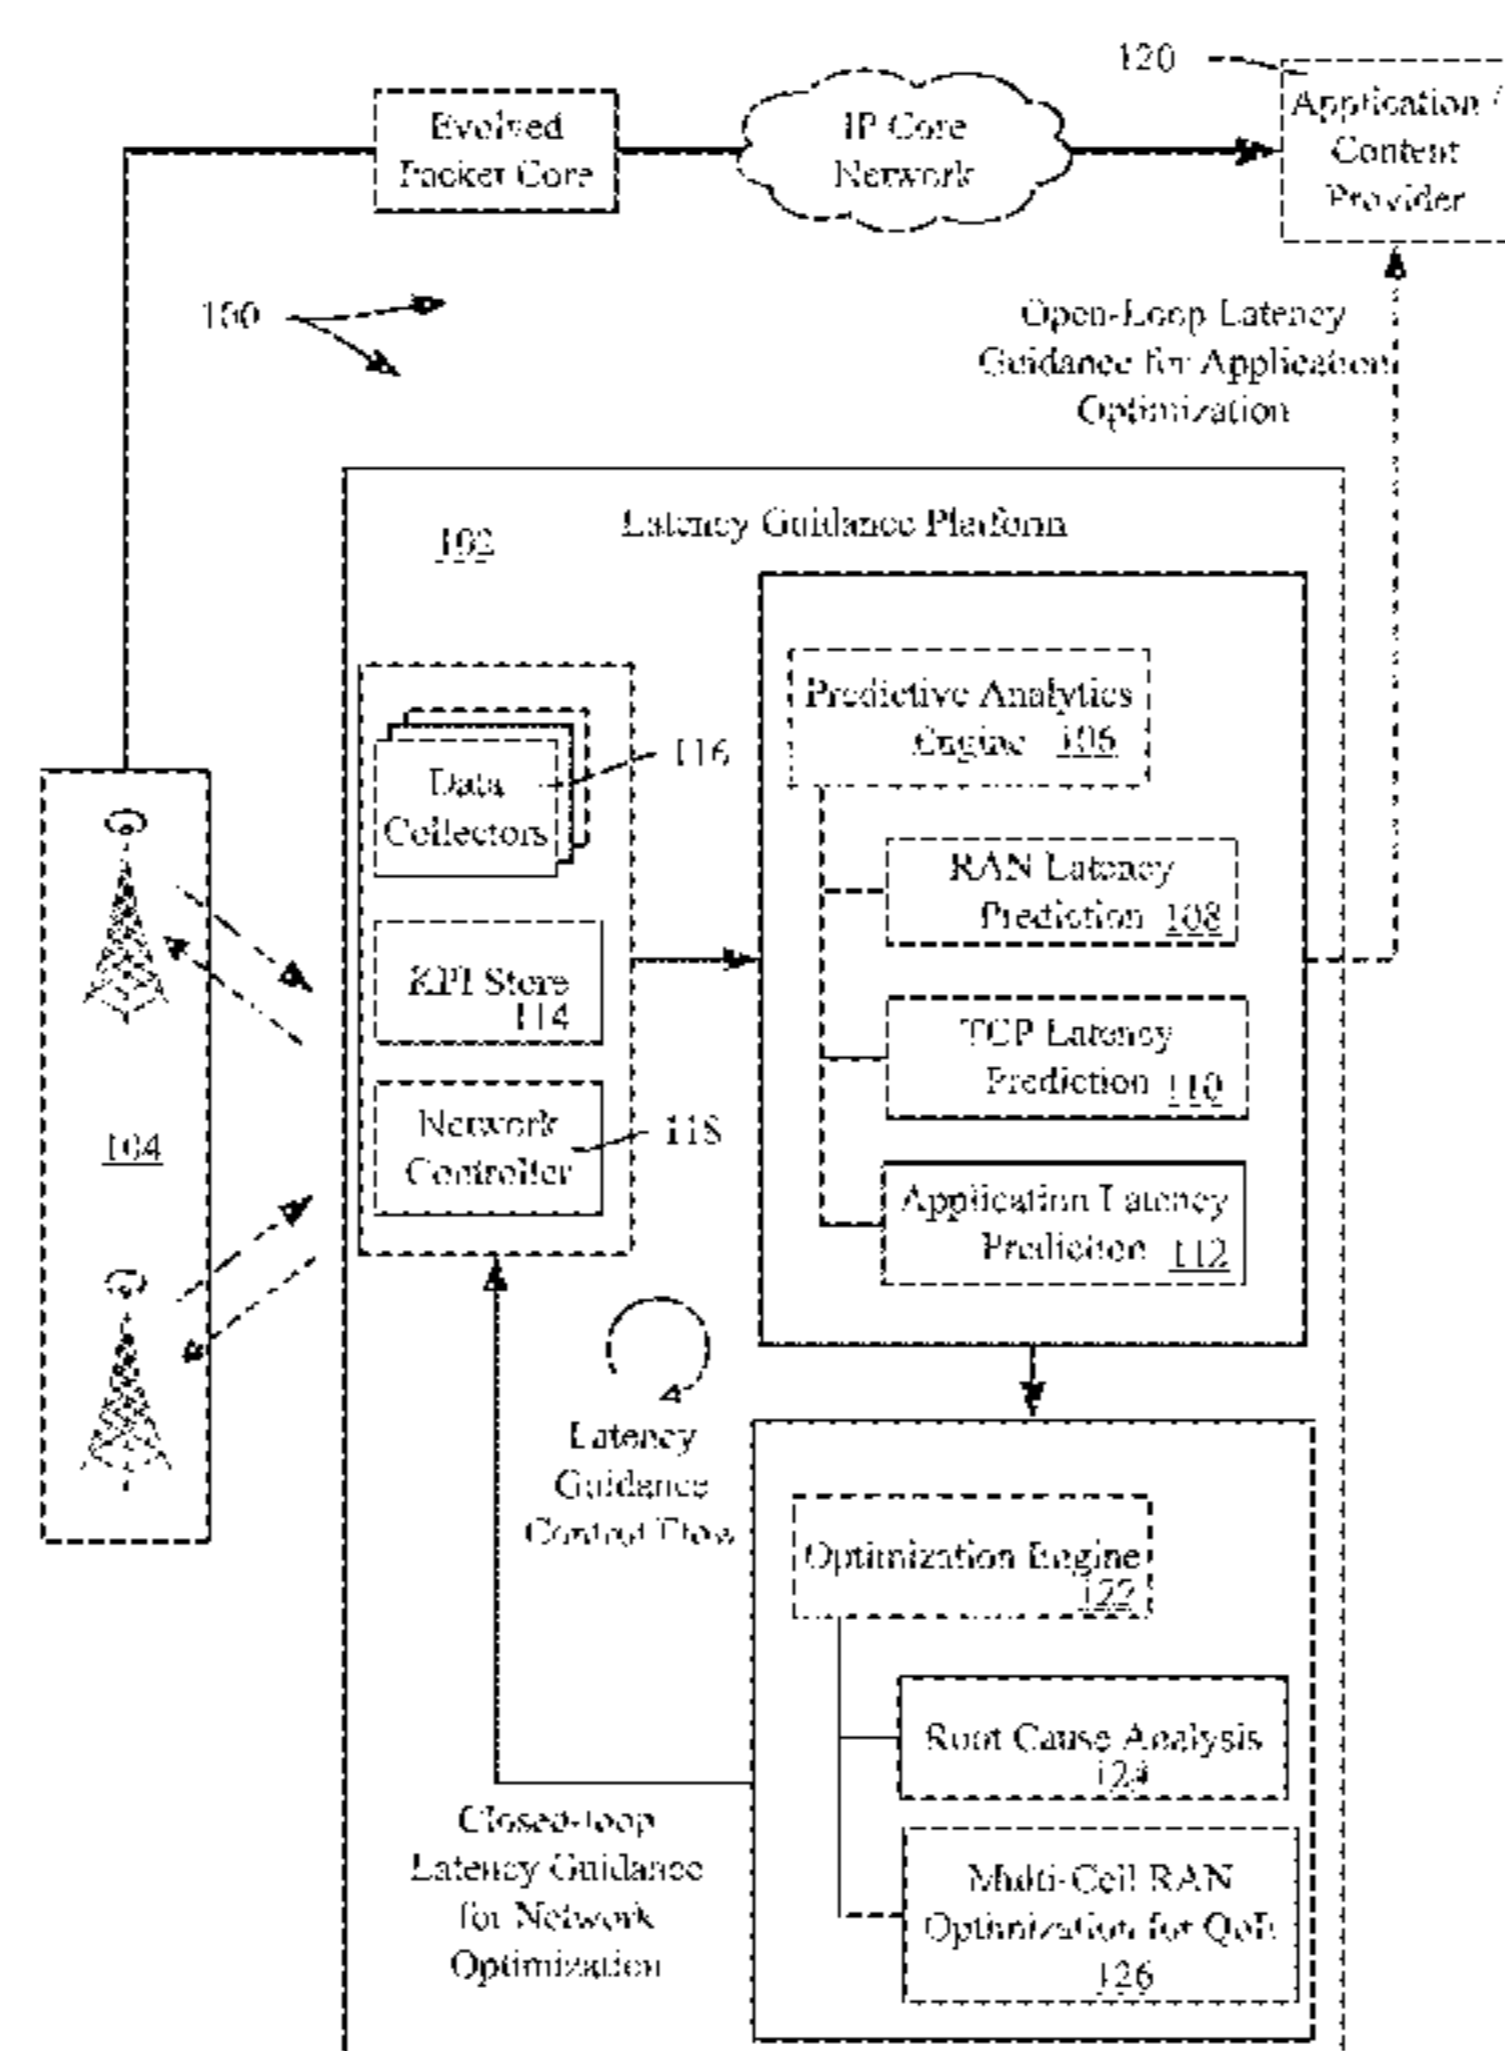 120
Evolved
Packet Core
IP Core
Network
Application /
Content
Provider
100
Open-Loop Latency
Guidance for Application
Optimization
102
Latency Guidance Platform
Data
Collectors
116
KPI Store
114
Network
Controller
118
104
Predictive Analytics
Engine 106
RAN Latency
Prediction 108
TCP Latency
Prediction 110
Application Latency
Prediction 112
Latency
Guidance
Control Flow
Optimization Engine
122
Root Cause Analysis
124
Multi-Cell RAN
Optimization for QoE
126
Closed-loop
Latency Guidance
for Network
Optimization